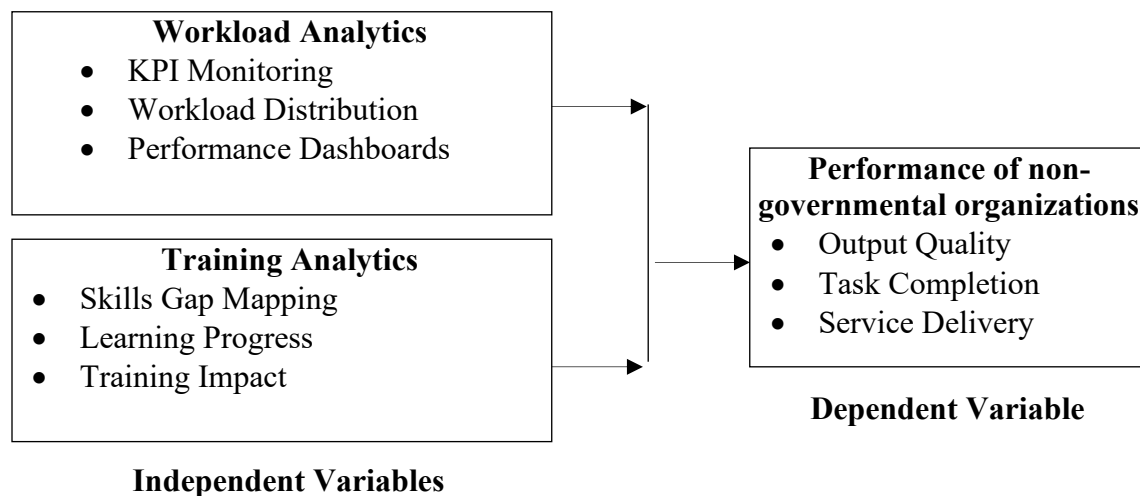 Workload Analytics
• KPI Monitoring
• Workload Distribution
• Performance Dashboards
Training Analytics
• Skills Gap Mapping
• Learning Progress
• Training Impact
Independent Variables
Performance of non-
governmental organizations
• Output Quality
• Task Completion
• Service Delivery
Dependent Variable